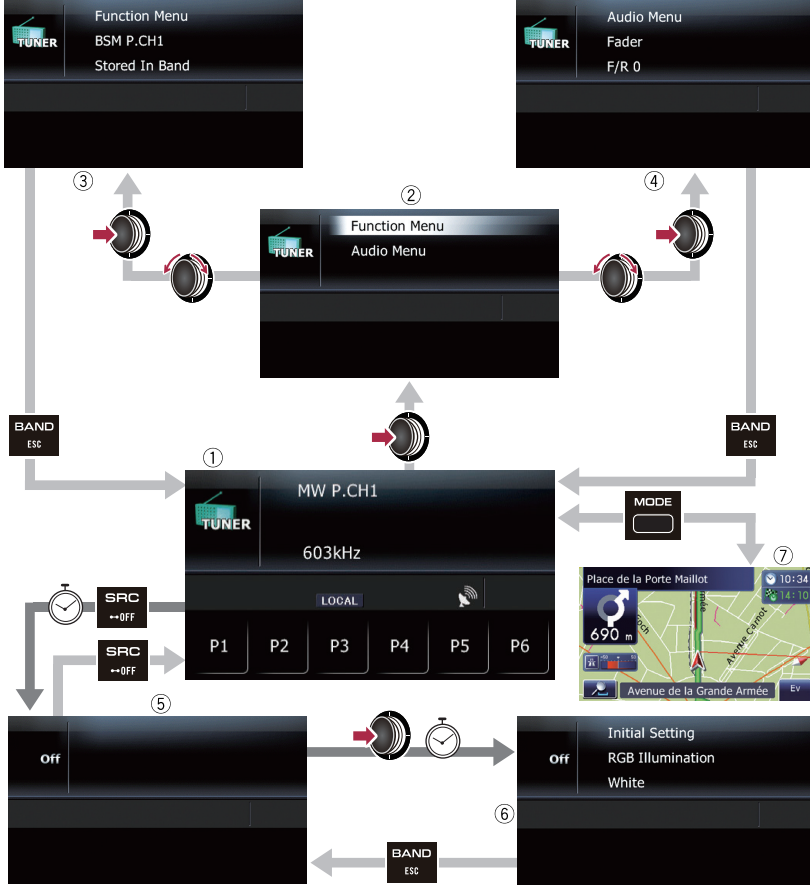 Function Menu
TUNER
BSM P.CH1
Stored In Band
Audio Menu
TUNER
Fader
F/R 0
③
②
④
Function Menu
TUNER
Audio Menu
BAND
ESC
BAND
ESC
①
MW P.CH1
TUNER
603kHz
LOCAL
P1 P2 P3 P4 P5 P6
MODE
⑦
Place de la Porte Maillot
10:34
14:10
690 m
Avenue Carnot
Avenue de la Grande Armée
Ev
SRC
OFF
SRC
OFF
⑤
Off
Initial Setting
Off
RGB Illumination
White
⑥
BAND
ESC